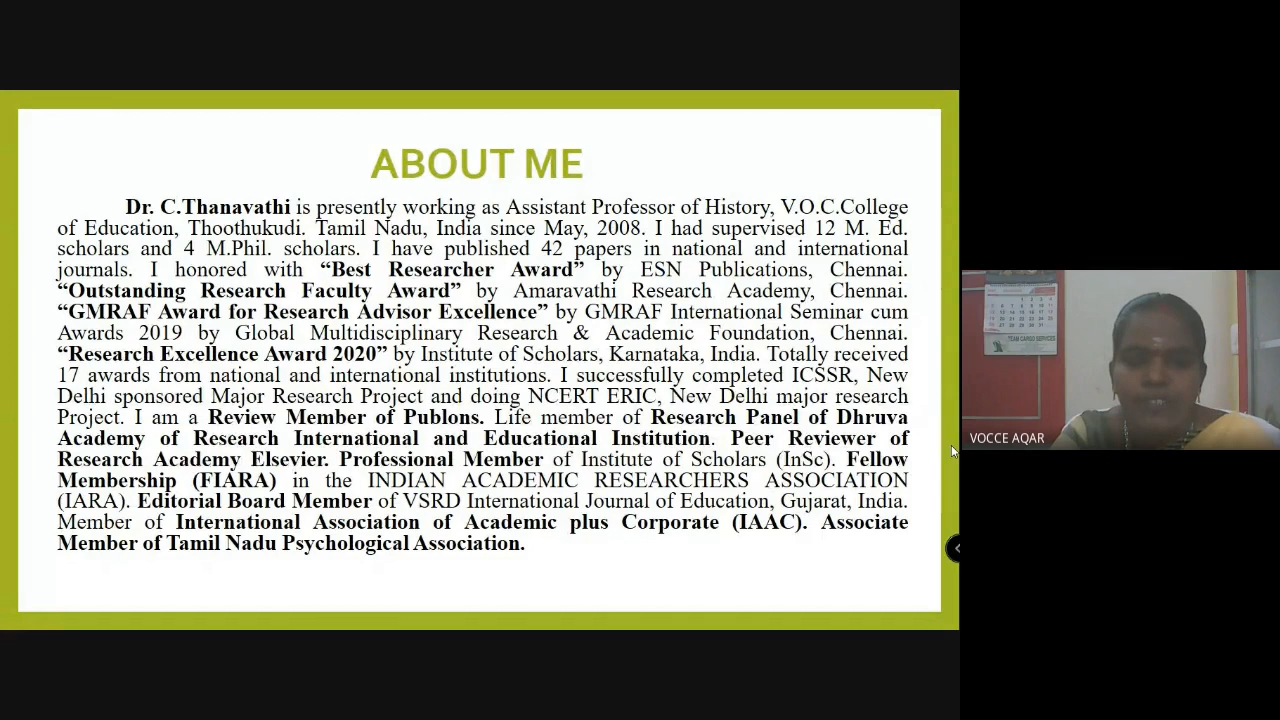 ABOUT ME
Dr. C.Thanavathi is presently working as Assistant Professor of History, V.O.C.College
of Education, Thoothukudi. Tamil Nadu, India since May, 2008. I had supervised 12 M. Ed.
scholars and 4 M.Phil. scholars. I have published 42 papers in national and international
journals. I honored with “Best Researcher Award” by ESN Publications, Chennai.
“Outstanding Research Faculty Award” by Amaravathi Research Academy, Chennai.
“GMRAF Award for Research Advisor Excellence” by GMRAF International Seminar cum
Awards 2019 by Global Multidisciplinary Research & Academic Foundation, Chennai.
“Research Excellence Award 2020” by Institute of Scholars, Karnataka, India. Totally received
17 awards from national and international institutions. I successfully completed ICSSR, New
Delhi sponsored Major Research Project and doing NCERT ERIC, New Delhi major research
Project. I am a Review Member of Publons. Life member of Research Panel of Dhruva
Academy of Research International and Educational Institution. Peer Reviewer of
Research Academy Elsevier. Professional Member of Institute of Scholars (InSc). Fellow
Membership (FIARA) in the INDIAN ACADEMIC RESEARCHERS ASSOCIATION
(IARA). Editorial Board Member of VSRD International Journal of Education, Gujarat, India.
Member of International Association of Academic plus Corporate (IAAC). Associate
Member of Tamil Nadu Psychological Association.
TEAM CARGO SERVICES
VOCCE AQAR